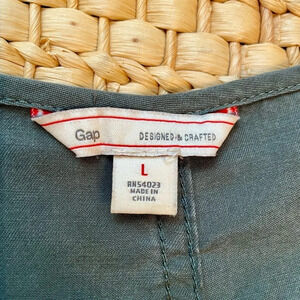 Gap
DESIGNED & CRAFTED
L
RN54023
MADE IN
CHINA